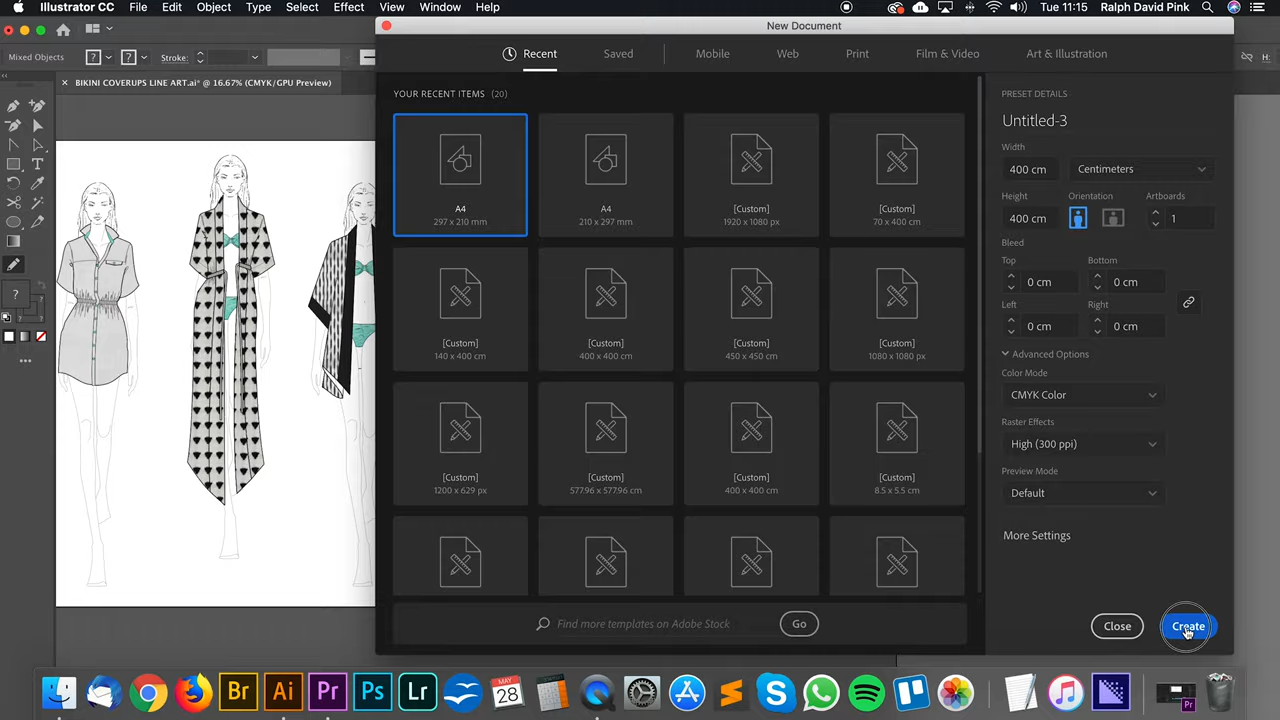 Illustrator CC File Edit Object Type Select Effect View Window Help Tue 11:15 Ralph David Pink
New Document
Mixed Objects ? ? Stroke: H:
Recent Saved Mobile Web Print Film & Video Art & Illustration
× BIKINI COVERUPS LINE ART.ai* @ 16.67% (CMYK/GPU Preview)
YOUR RECENT ITEMS (20)
PRESET DETAILS
Untitled-3
Width
400 cm Centimeters
Height Orientation Artboards
400 cm 1
Bleed
Top Bottom
0 cm 0 cm
Left Right
0 cm 0 cm
Advanced Options
Color Mode
CMYK Color
Raster Effects
High (300 ppi)
Preview Mode
Default
More Settings
Close Create
A4 A4 [Custom] [Custom]
297 x 210 mm 210 x 297 mm 1920 x 1080 px 70 x 400 cm
[Custom] [Custom] [Custom] [Custom]
140 x 400 cm 400 x 400 cm 450 x 450 cm 1080 x 1080 px
[Custom] [Custom] [Custom] [Custom]
1200 x 629 px 577.96 x 577.96 cm 400 x 400 cm 8.5 x 5.5 cm
Find more templates on Adobe Stock Go
?
Br Ai Pr Ps Lr MAY 28 Pr